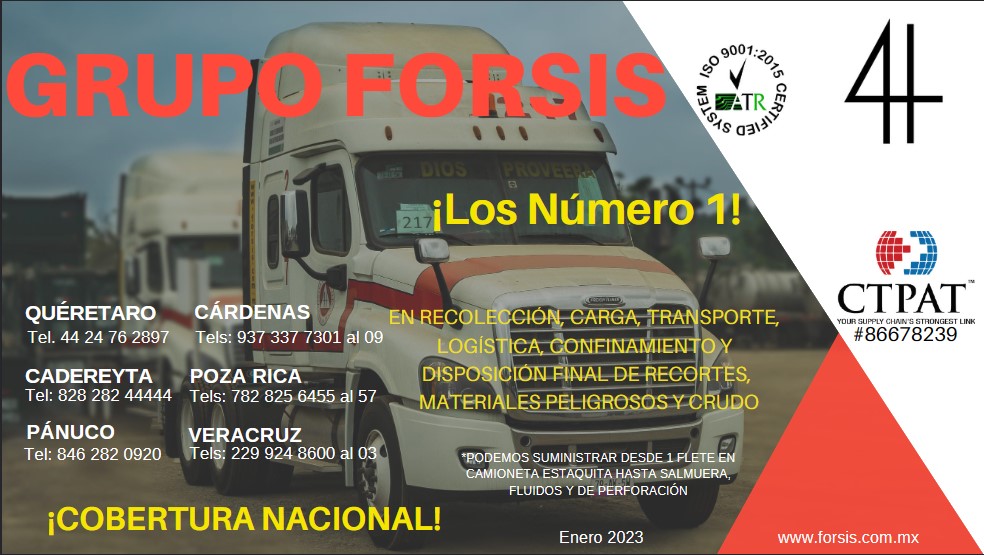 GRUPO FORSIS
SYSTEM ISO 9001:2015 CERTIFIED
ATR
DIOS PROVEERA
¡Los Número 1!
217
CTPAT™
YOUR SUPPLY CHAIN'S STRONGEST LINK
#86678239
QUÉRETARO
Tel. 44 24 76 2897
CÁRDENAS
Tels: 937 337 7301 al 09
CADEREYTA
Tel: 828 282 44444
POZA RICA
Tels: 782 825 6455 al 57
PÁNUCO
Tel: 846 282 0920
VERACRUZ
Tels: 229 924 8600 al 03
EN RECOLECCIÓN, CARGA, TRANSPORTE,
LOGÍSTICA, CONFINAMIENTO Y
DISPOSICIÓN FINAL DE RECORTES,
MATERIALES PELIGROSOS Y CRUDO
*PODEMOS SUMINISTRAR DESDE 1 FLETE EN
CAMIONETA ESTAQUITA HASTA SALMUERA,
FLUIDOS Y DE PERFORACIÓN
¡COBERTURA NACIONAL!
Enero 2023
www.forsis.com.mx